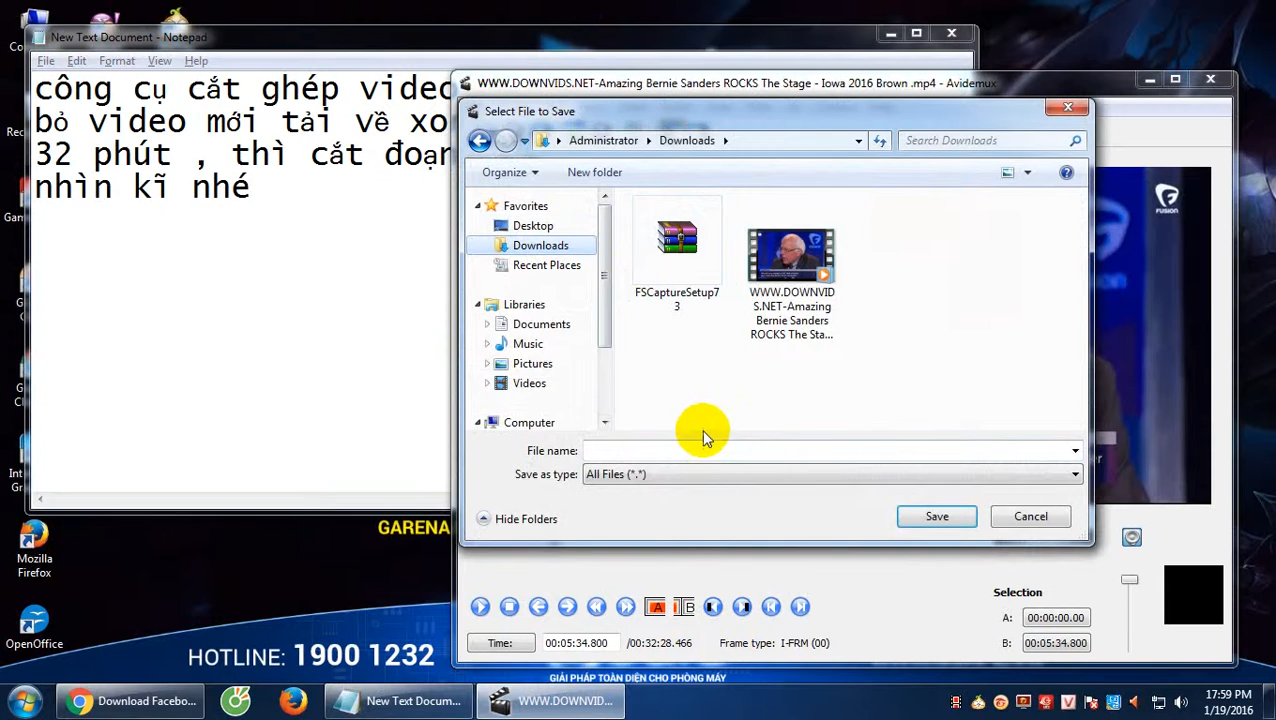 New Text Document - Notepad
File Edit Format View Help
công cụ cắt ghép video
bỏ video mới tải về xo
32 phút , thì cắt đoạn
nhìn kĩ nhé
WWW.DOWNVIDS.NET-Amazing Bernie Sanders ROCKS The Stage - Iowa 2016 Brown .mp4 - Avidemux
Select File to Save
Administrator Downloads
Search Downloads
Organize
New folder
Favorites
Desktop
Downloads
Recent Places
Libraries
Documents
Music
Pictures
Videos
Computer
FSCaptureSetup7
3
WWW.DOWNVID
S.NET-Amazing
Bernie Sanders
ROCKS The Sta...
FUSION
File name:
Save as type: All Files (*.*)
Hide Folders
Save
Cancel
Mozilla
Firefox
OpenOffice
GARENA
HOTLINE: 1900 1232
GIẢI PHÁP TOÀN DIỆN CHO PHÒNG MÁY
A
B
Selection
A: 00:00:00.00
B: 00:05:34.800
Time: 00:05:34.800 /00:32:28.466 Frame type: I-FRM (00)
Download Facebo...
New Text Docum...
WWW.DOWNVID...
17:59 PM
1/19/2016